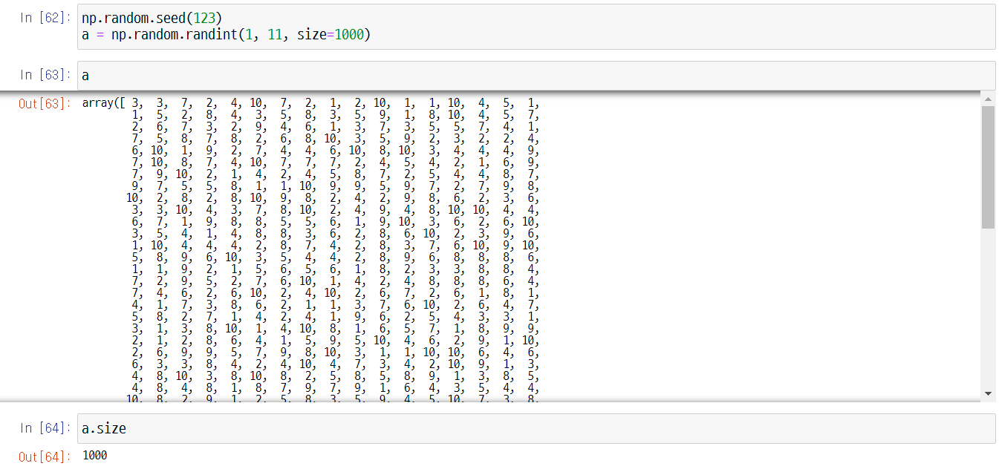 In [62]: np.random.seed(123)
a = np.random.randint(1, 11, size=1000)
In [63]: a
Out[63]: array([ 3, 3, 7, 2, 4, 10, 7, 2, 1, 2, 10, 1, 1, 10, 4, 5, 1,
1, 5, 2, 8, 4, 3, 5, 8, 3, 5, 9, 1, 8, 10, 4, 5, 7,
2, 6, 7, 3, 2, 9, 4, 6, 1, 3, 7, 3, 5, 5, 7, 4, 1,
7, 5, 8, 7, 8, 2, 6, 8, 10, 3, 5, 9, 2, 3, 2, 2, 4,
6, 10, 1, 9, 2, 7, 4, 4, 6, 10, 8, 10, 3, 4, 4, 4, 9,
7, 10, 8, 7, 4, 10, 7, 7, 7, 2, 4, 5, 4, 2, 1, 6, 9,
7, 9, 10, 2, 1, 4, 2, 4, 5, 8, 7, 2, 5, 4, 4, 8, 7,
9, 7, 5, 5, 8, 1, 1, 10, 9, 9, 5, 9, 7, 2, 7, 9, 8,
10, 2, 8, 2, 8, 10, 9, 8, 2, 4, 2, 9, 8, 6, 2, 3, 6,
3, 3, 10, 4, 3, 7, 8, 10, 2, 4, 9, 4, 8, 10, 10, 4, 4,
6, 7, 1, 9, 8, 8, 5, 5, 6, 1, 9, 10, 3, 6, 2, 6, 10,
3, 5, 4, 1, 4, 8, 8, 3, 6, 2, 8, 6, 10, 2, 3, 9, 6,
1, 10, 4, 4, 4, 2, 8, 7, 4, 2, 8, 3, 7, 6, 10, 9, 10,
5, 8, 9, 6, 10, 3, 5, 4, 4, 2, 8, 9, 6, 8, 8, 8, 6,
1, 1, 9, 2, 1, 5, 6, 5, 6, 1, 8, 2, 3, 3, 8, 8, 4,
7, 2, 9, 5, 2, 7, 6, 10, 1, 4, 2, 4, 8, 8, 8, 6, 4,
7, 4, 6, 2, 6, 10, 2, 4, 10, 2, 6, 7, 2, 6, 1, 8, 1,
4, 1, 7, 3, 8, 6, 2, 1, 1, 3, 7, 6, 10, 2, 6, 4, 7,
5, 8, 2, 7, 1, 4, 2, 4, 1, 9, 6, 2, 5, 4, 3, 3, 1,
3, 1, 3, 8, 10, 1, 4, 10, 8, 1, 6, 5, 7, 1, 8, 9, 9,
2, 1, 2, 8, 6, 4, 1, 5, 9, 5, 10, 4, 6, 2, 9, 1, 10,
2, 6, 9, 9, 5, 7, 9, 8, 10, 3, 1, 1, 10, 10, 6, 4, 6,
6, 3, 3, 8, 4, 2, 4, 10, 4, 7, 3, 4, 2, 10, 9, 1, 3,
4, 8, 10, 3, 8, 10, 8, 2, 5, 8, 5, 8, 9, 1, 3, 8, 5,
4, 8, 4, 8, 1, 8, 7, 9, 7, 9, 1, 6, 4, 3, 5, 4, 4,
10, 8, 2, 9, 1, 2, 5, 8, 3, 5, 9, 4, 5, 10, 7, 3, 8,
In [64]: a.size
Out[64]: 1000